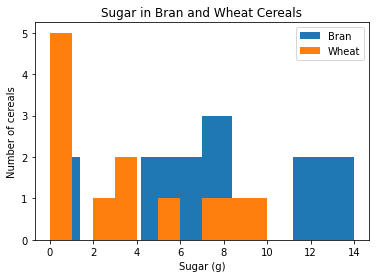 Sugar in Bran and Wheat Cereals
Bran
Wheat
Number of cereals
5
4
3
2
1
0
0 2 4 6 8 10 12 14
Sugar (g)